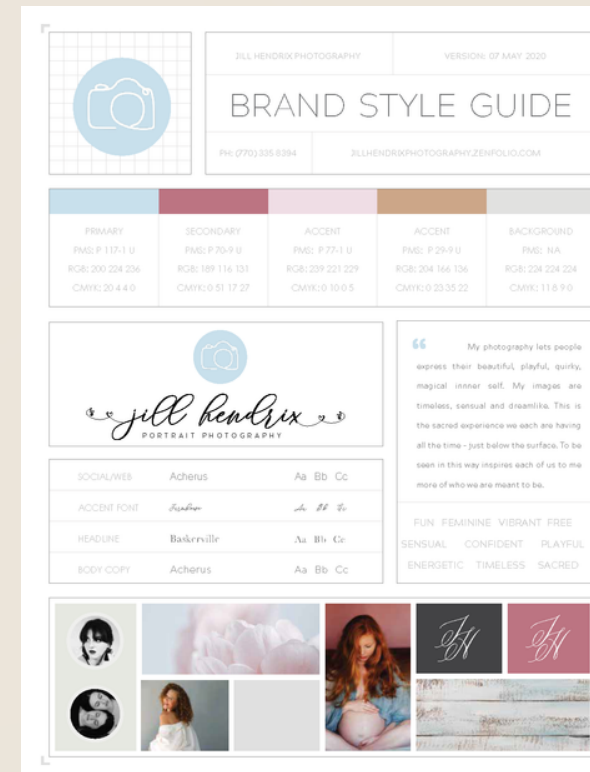 JILL HENDRIX PHOTOGRAPHY
VERSION: 07 MAY 2020
BRAND STYLE GUIDE
PH: (770) 335-8394
JILLHENDRIXPHOTOGRAPHY.ZENFOLIO.COM
PRIMARY
PMS: P 117-1 U
RGB: 200 224 236
CMYK: 20 4 4 0
SECONDARY
PMS: P 70-9 U
RGB: 189 116 131
CMYK: 0 51 17 27
ACCENT
PMS: P 77-1 U
RGB: 239 221 229
CMYK: 0 10 0 5
ACCENT
PMS: P 29-9 U
RGB: 204 166 136
CMYK: 0 23 35 22
BACKGROUND
PMS: NA
RGB: 224 224 224
CMYK: 11 8 9 0
jill hendrix
PORTRAIT PHOTOGRAPHY
“ My photography lets people
express their beautiful, playful, quirky,
magical innner self. My images are
timeless, sensual and dreamlike. This is
the sacred experience we each are having
all the time - just below the surface. To be
seen in this way inspires each of us to me
more of who we are meant to be.
FUN FEMININE VIBRANT FREE
SENSUAL CONFIDENT PLAYFUL
ENERGETIC TIMELESS SACRED
SOCIAL/WEB Acherus Aa Bb Cc
ACCENT FONT Aa Bb Cc
HEADLINE Baskerville Aa Bb Cc
BODY COPY Acherus Aa Bb Cc
JH
JH